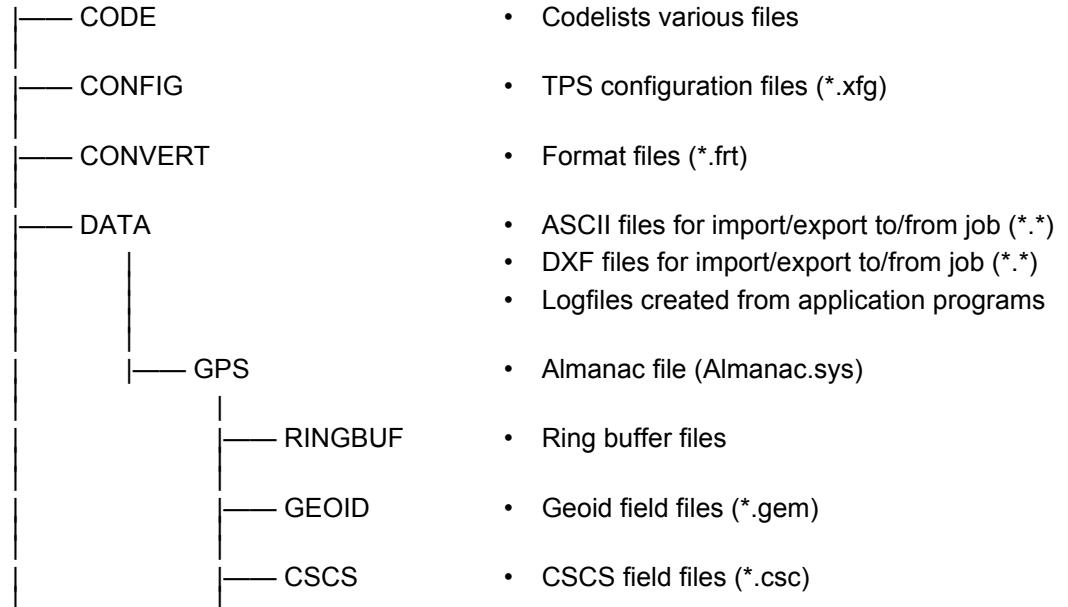 CODE • Codelists various files
CONFIG • TPS configuration files (*.xfg)
CONVERT • Format files (*.frt)
DATA • ASCII files for import/export to/from job (*.*)
• DXF files for import/export to/from job (*.*)
• Logfiles created from application programs
GPS • Almanac file (Almanac.sys)
RINGBUF • Ring buffer files
GEOID • Geoid field files (*.gem)
CSCS • CSCS field files (*.csc)